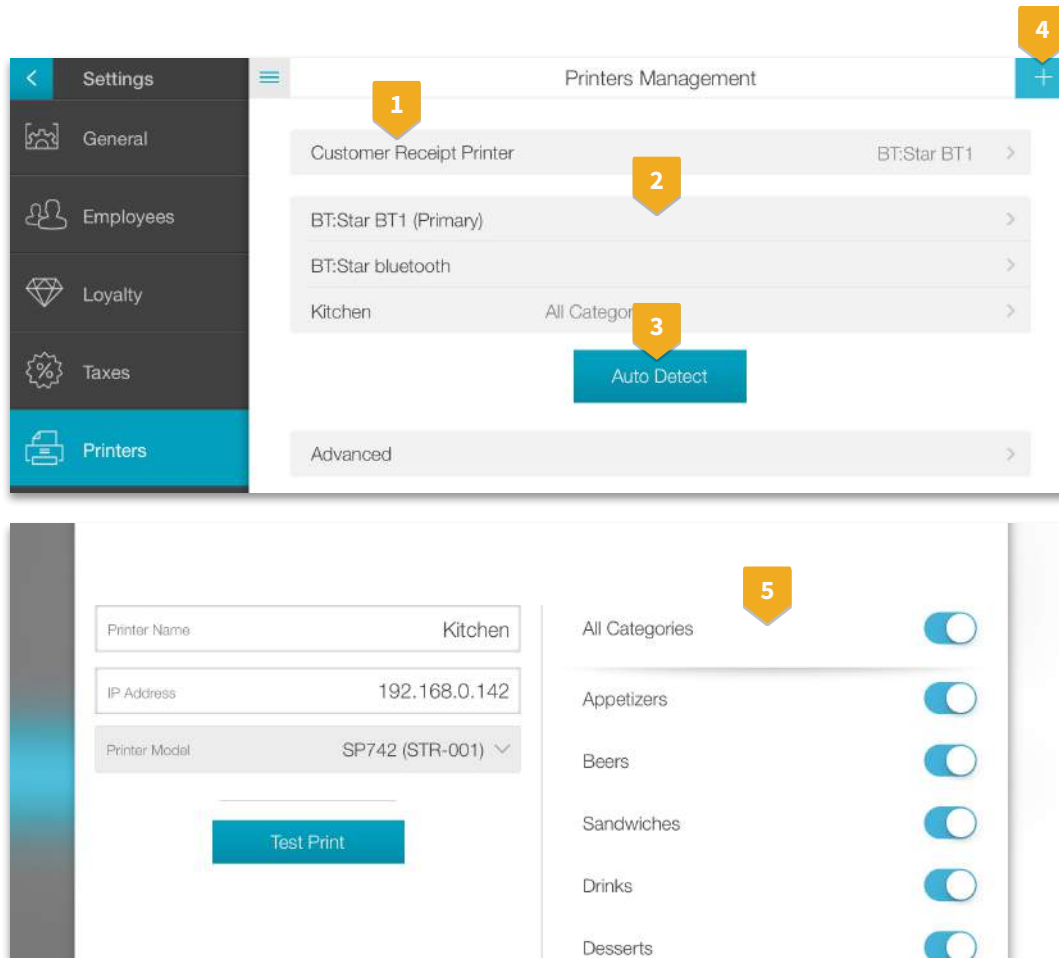 4
< Settings Printers Management +
1
General
Customer Receipt Printer BT:Star BT1 >
2
Employees
BT:Star BT1 (Primary) >
BT:Star bluetooth >
Loyalty
Kitchen All Categor >
3
Taxes
Auto Detect
Printers
Advanced >
5
Printer Name Kitchen
All Categories
IP Address 192.168.0.142
Appetizers
Printer Model SP742 (STR-001)
Beers
Sandwiches
Test Print
Drinks
Desserts